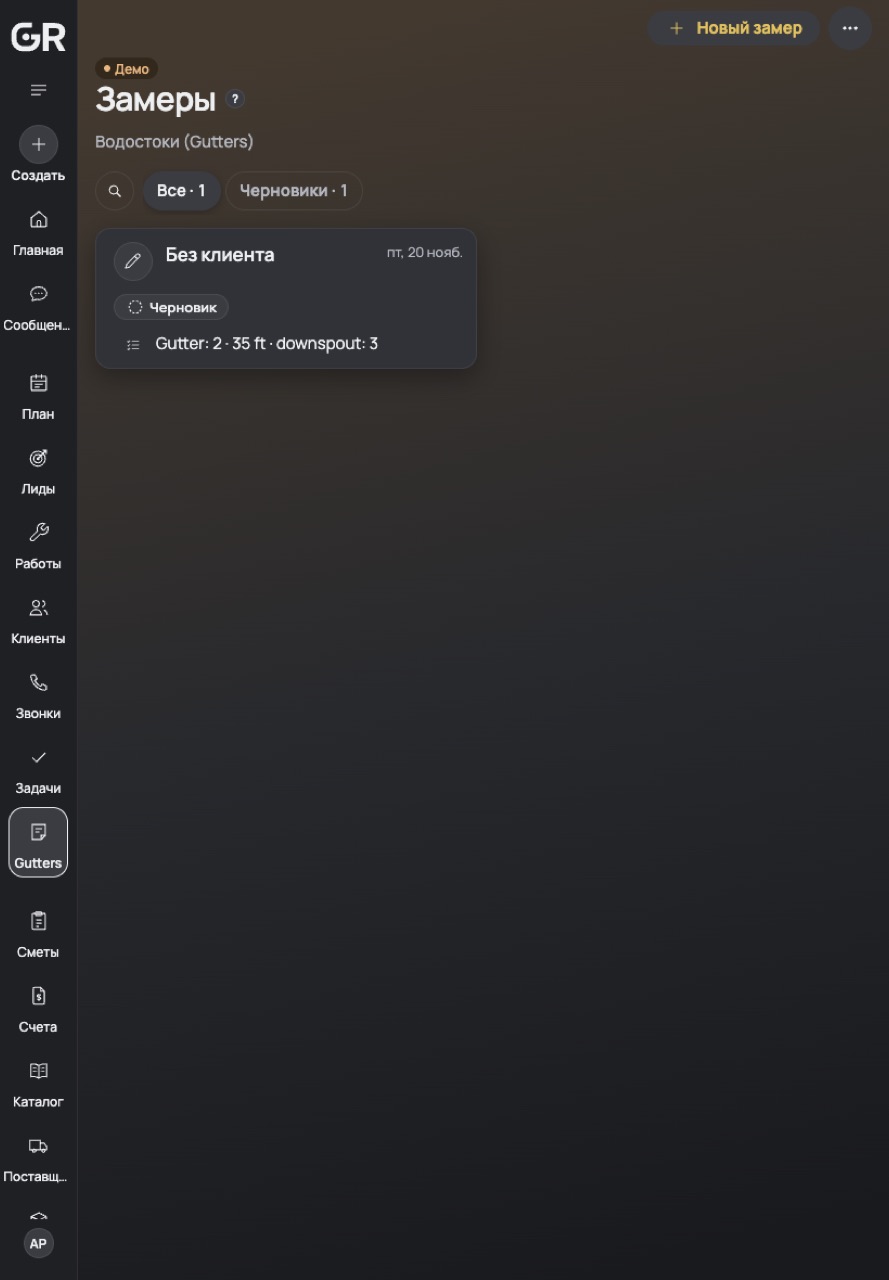 GR
+ Новый замер
Демо
Замеры ?
Водостоки (Gutters)
Все · 1
Черновики · 1
Без клиента
пт, 20 нояб.
Черновик
Gutter: 2 · 35 ft · downspout: 3
Создать
Главная
Сообщен...
План
Лиды
Работы
Клиенты
Звонки
Задачи
Gutters
Сметы
Счета
Каталог
Поставщ...
AP